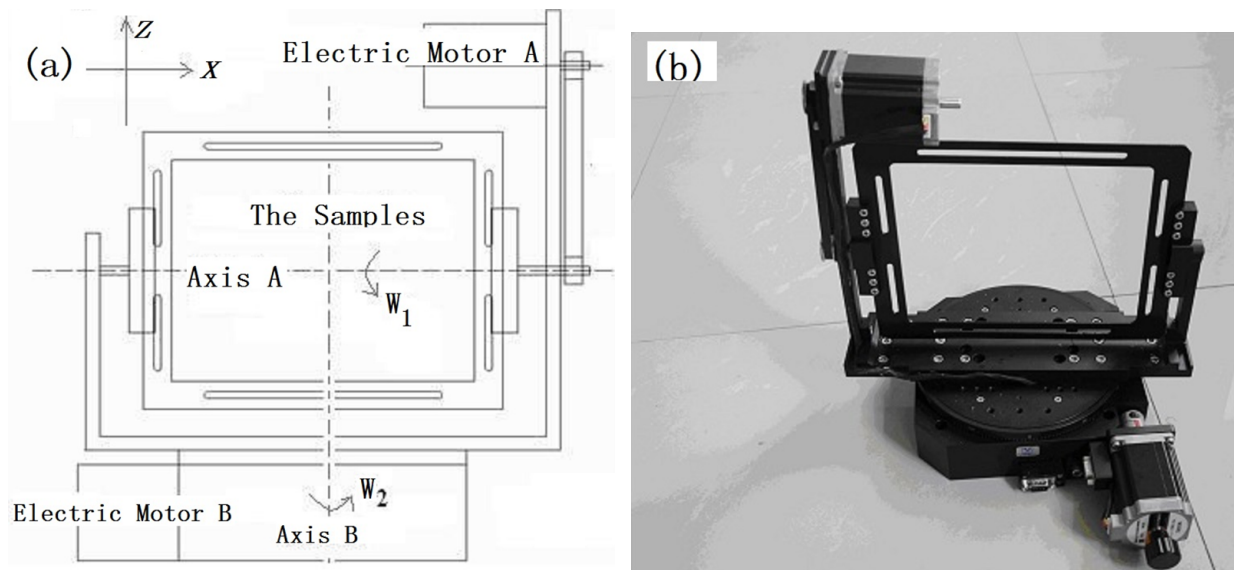 (a)
Z
X
Electric Motor A
The Samples
Axis A
W1
W2
Electric Motor B
Axis B
(b)